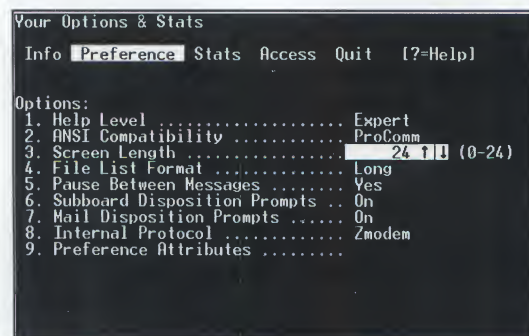 Your Options & Stats
Info Preference Stats Access Quit [?=Help]
Options:
1. Help Level .................... Expert
2. ANSI Compatibility ............ ProComm
3. Screen Length ................. 24 ↑ ↓ (0-24)
4. File List Format .............. Long
5. Pause Between Messages ........ Yes
6. Subboard Disposition Prompts .. On
7. Mail Disposition Prompts ...... On
8. Internal Protocol ............. Zmodem
9. Preference Attributes .........